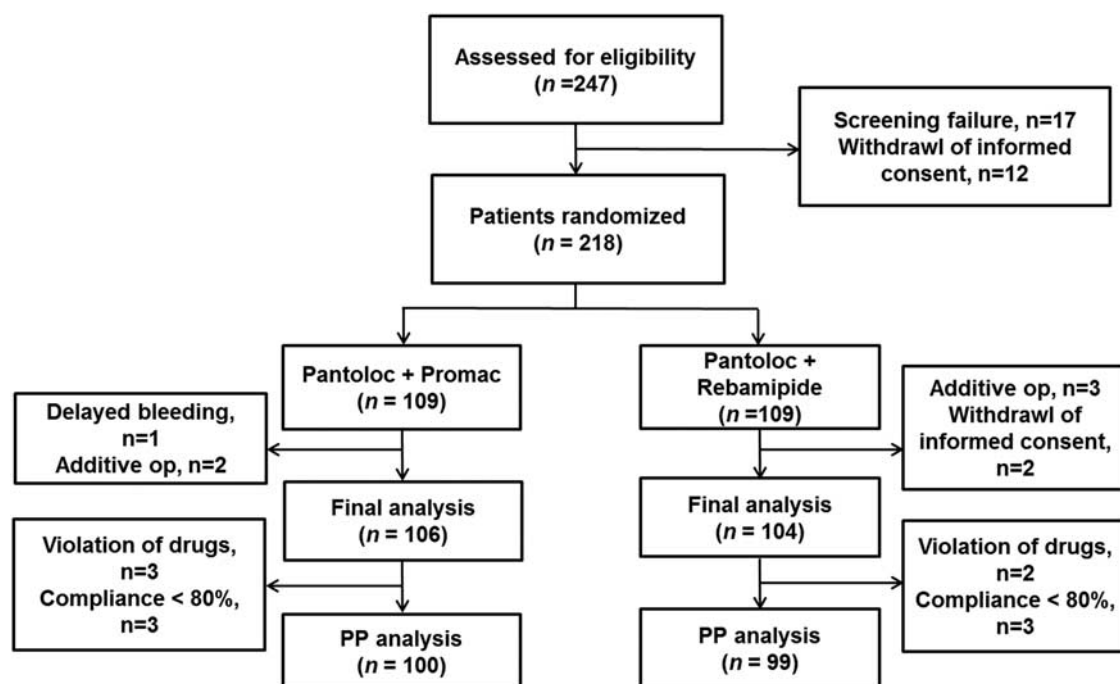 Assessed for eligibility
(n =247)
Screening failure, n=17
Withdrawl of informed
consent, n=12
Patients randomized
(n = 218)
Pantoloc + Promac
(n = 109)
Pantoloc +
Rebamipide
(n =109)
Delayed bleeding,
n=1
Additive op, n=2
Additive op, n=3
Withdrawl of
informed consent,
n=2
Final analysis
(n = 106)
Final analysis
(n = 104)
Violation of drugs,
n=3
Compliance < 80%,
n=3
Violation of drugs,
n=2
Compliance < 80%,
n=3
PP analysis
(n = 100)
PP analysis
(n = 99)